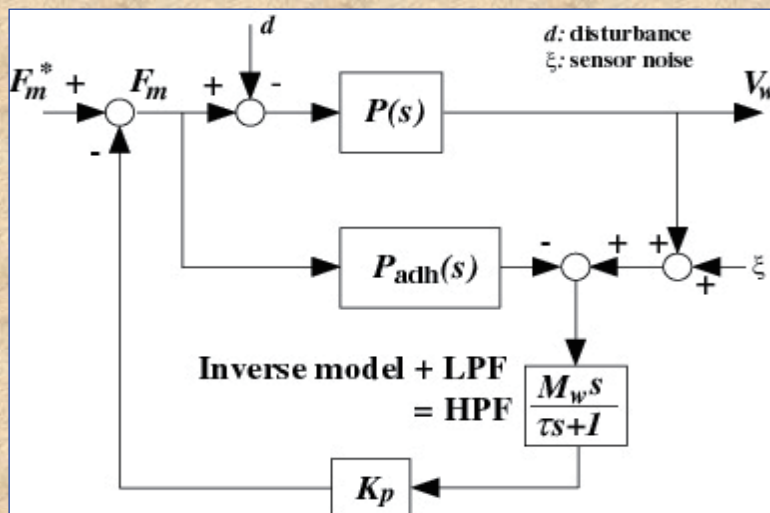 d
d: disturbance
ξ: sensor noise
F_m^* + F_m + - P(s) V_w
-
P_adh(s) - + + + ξ
Inverse model + LPF
= HPF
M_w s
τs+1
K_p